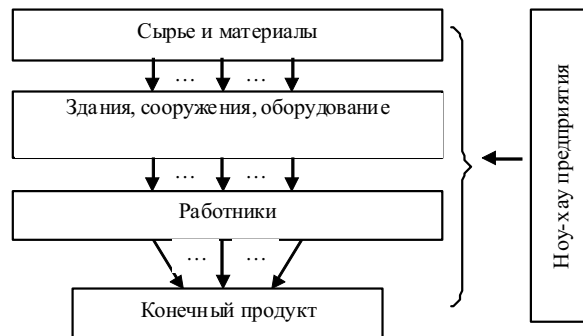 Сырье и материалы
... ...
Здания, сооружения, оборудование
... ...
Работники
... ...
Конечный продукт
Ноу-хау предприятия